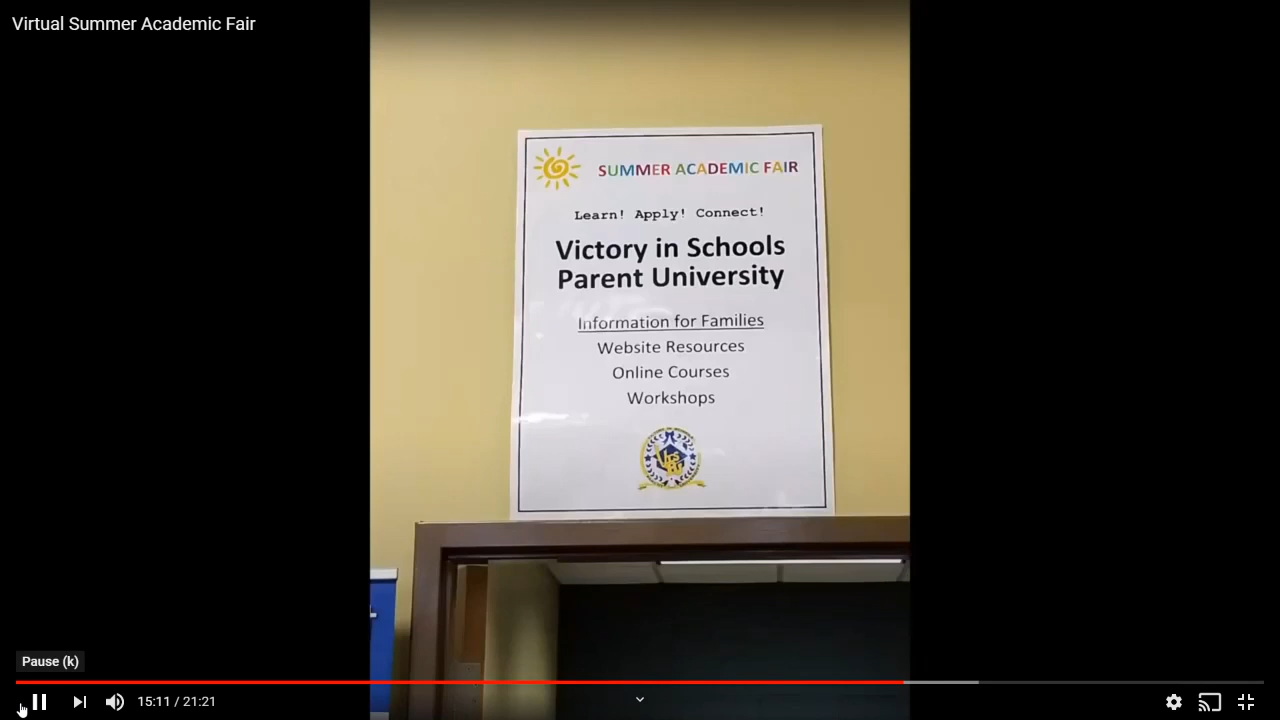 Virtual Summer Academic Fair
SUMMER ACADEMIC FAIR
Learn! Apply! Connect!
Victory in Schools
Parent University
Information for Families
Website Resources
Online Courses
Workshops
Pause (k)
15:11 / 21:21